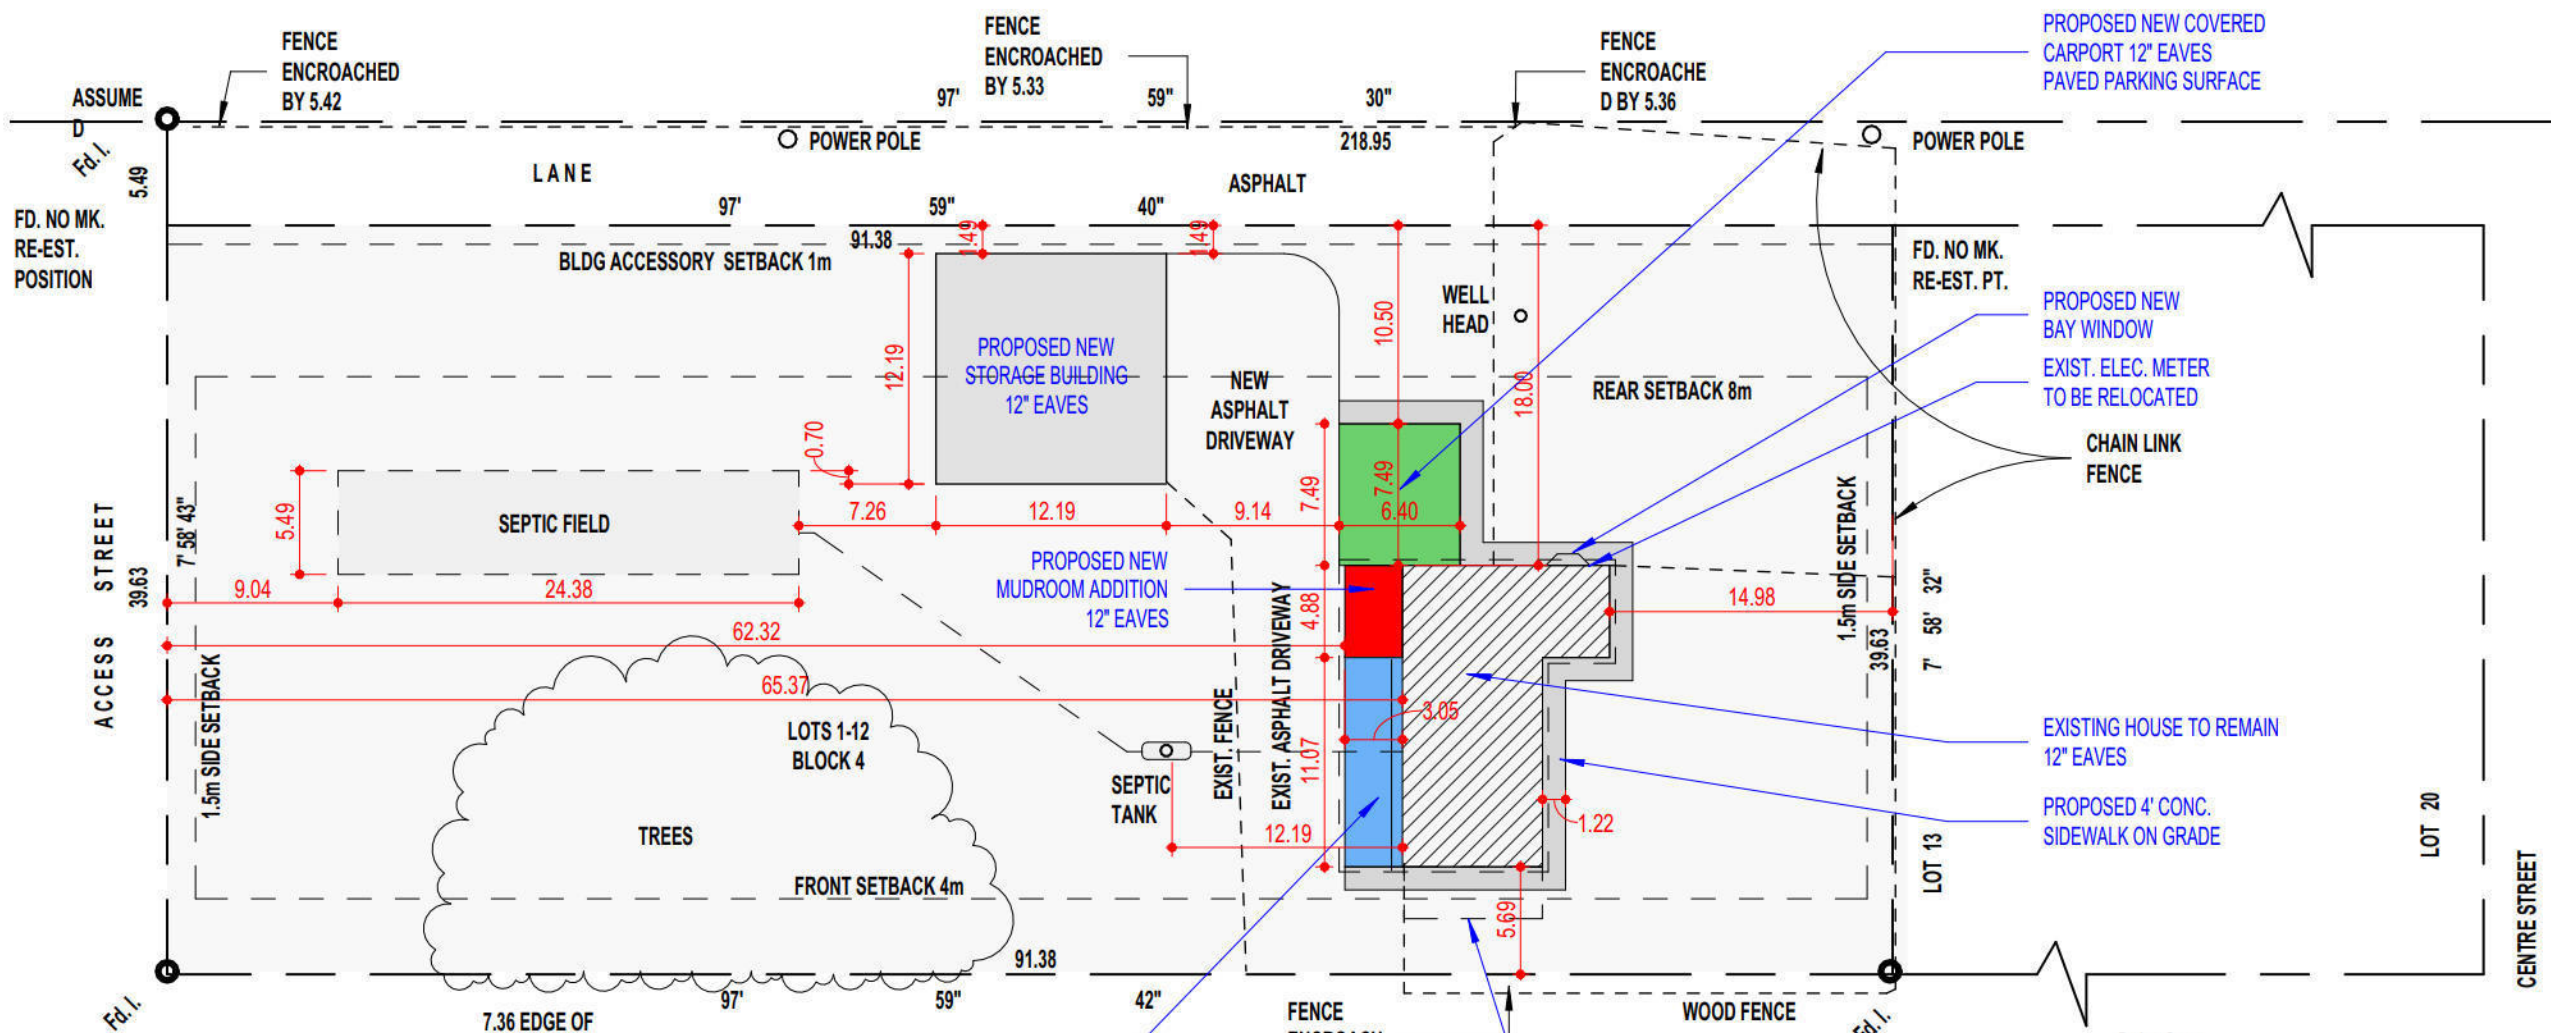 FENCE
ENCROACHED
BY 5.42
FENCE
ENCROACHED
BY 5.33
FENCE
ENCROACHE
D BY 5.36
PROPOSED NEW COVERED
CARPORT 12" EAVES
PAVED PARKING SURFACE
ASSUME
D
Fd. I.
97' 59" 30"
218.95
POWER POLE
POWER POLE
5.49
LANE
ASPHALT
FD. NO MK.
RE-EST.
POSITION
97' 59" 40"
91.38
1.49
1.49
BLDG ACCESSORY SETBACK 1m
FD. NO MK.
RE-EST. PT.
WELL
HEAD
10.50
18.00
PROPOSED NEW
BAY WINDOW
EXIST. ELEC. METER
TO BE RELOCATED
12.19
PROPOSED NEW
STORAGE BUILDING
12" EAVES
NEW
ASPHALT
DRIVEWAY
REAR SETBACK 8m
CHAIN LINK
FENCE
0.70
7.49
7.49
6.40
5.49
SEPTIC FIELD
7.26
12.19
9.14
ACCESS STREET
39.63
7' 58' 43"
9.04
24.38
PROPOSED NEW
MUDROOM ADDITION
12" EAVES
4.88
14.98
1.5m SIDE SETBACK
39.63
7' 58' 32"
62.32
65.37
3.05
1.5m SIDE SETBACK
LOTS 1-12
BLOCK 4
EXIST. FENCE
EXIST. ASPHALT DRIVEWAY
11.07
EXISTING HOUSE TO REMAIN
12" EAVES
SEPTIC
TANK
PROPOSED 4' CONC.
SIDEWALK ON GRADE
TREES
12.19
1.22
LOT 13
LOT 20
CENTRE STREET
FRONT SETBACK 4m
5.69
91.38
97' 59" 42"
Fd. I.
7.36 EDGE OF
FENCE
WOOD FENCE
Fd. I.